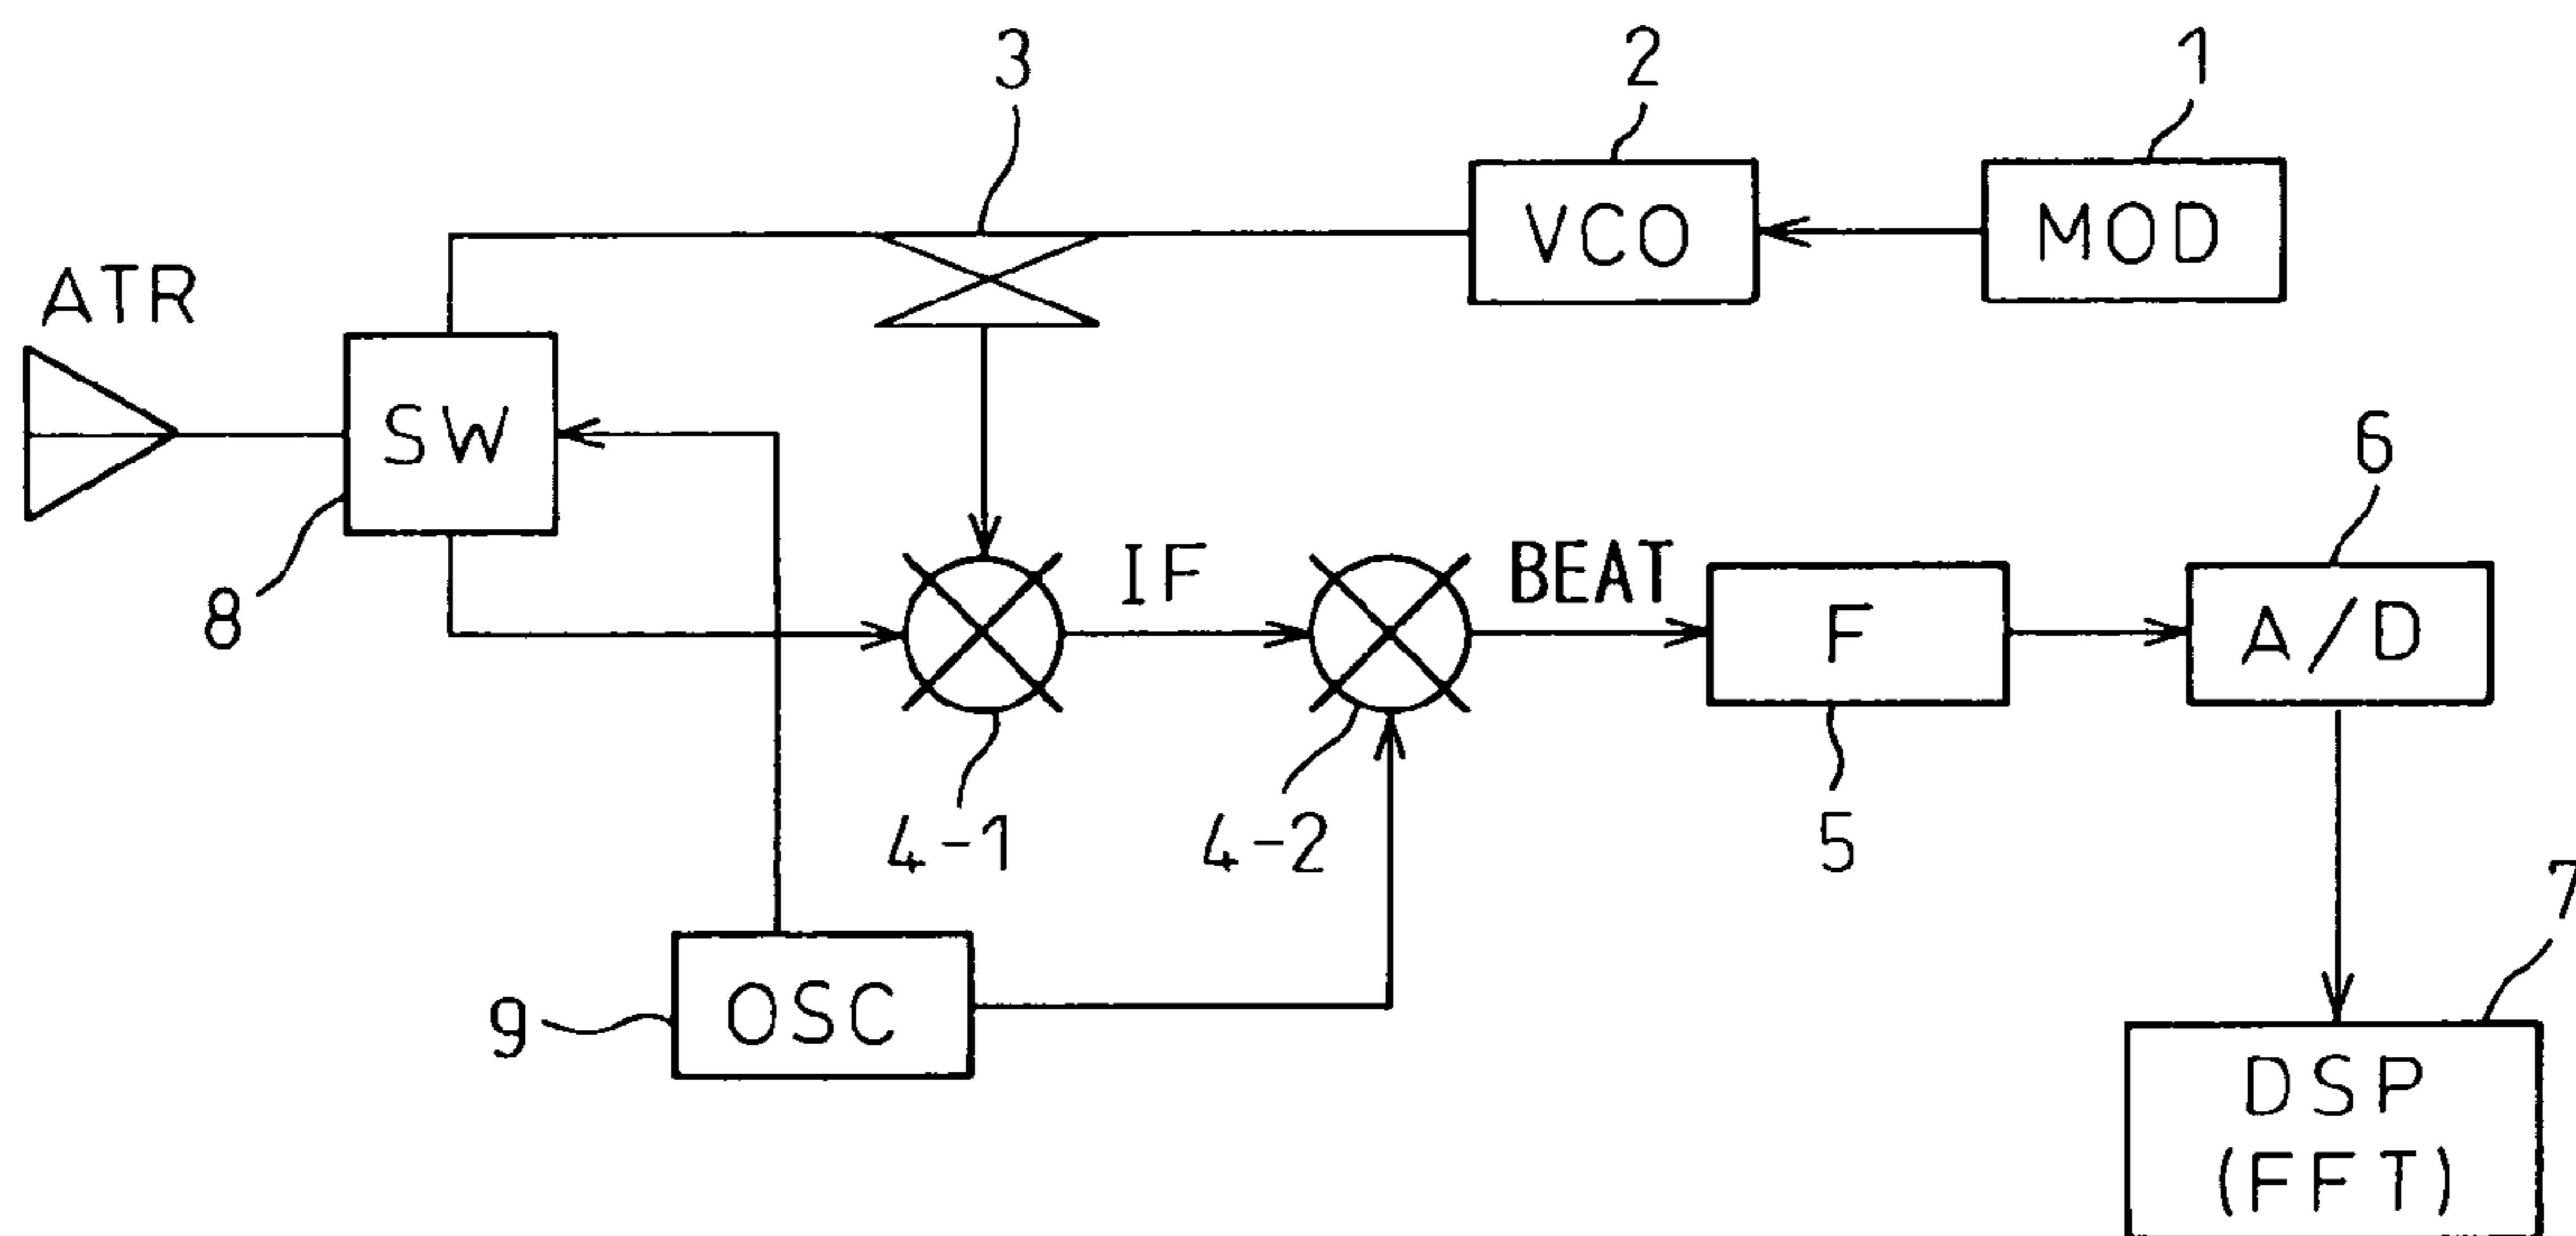 3
2
1
VCO
MOD
ATR
SW
6
IF
BEAT
F
A/D
8
4-1
4-2
5
7
9
OSC
DSP
(FFT)